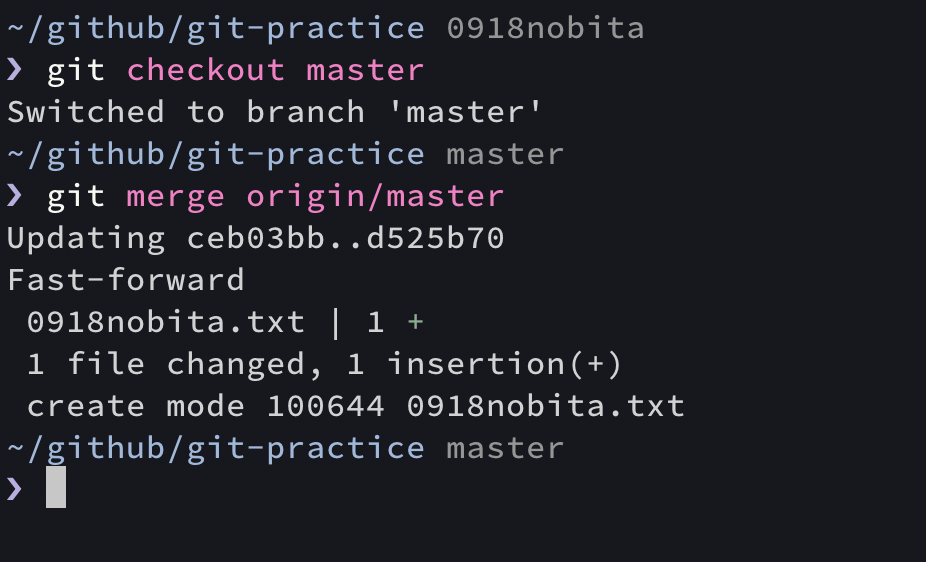 ~/github/git-practice 0918nobita
❯ git checkout master
Switched to branch 'master'
~/github/git-practice master
❯ git merge origin/master
Updating ceb03bb..d525b70
Fast-forward
 0918nobita.txt | 1 +
 1 file changed, 1 insertion(+)
 create mode 100644 0918nobita.txt
~/github/git-practice master
❯